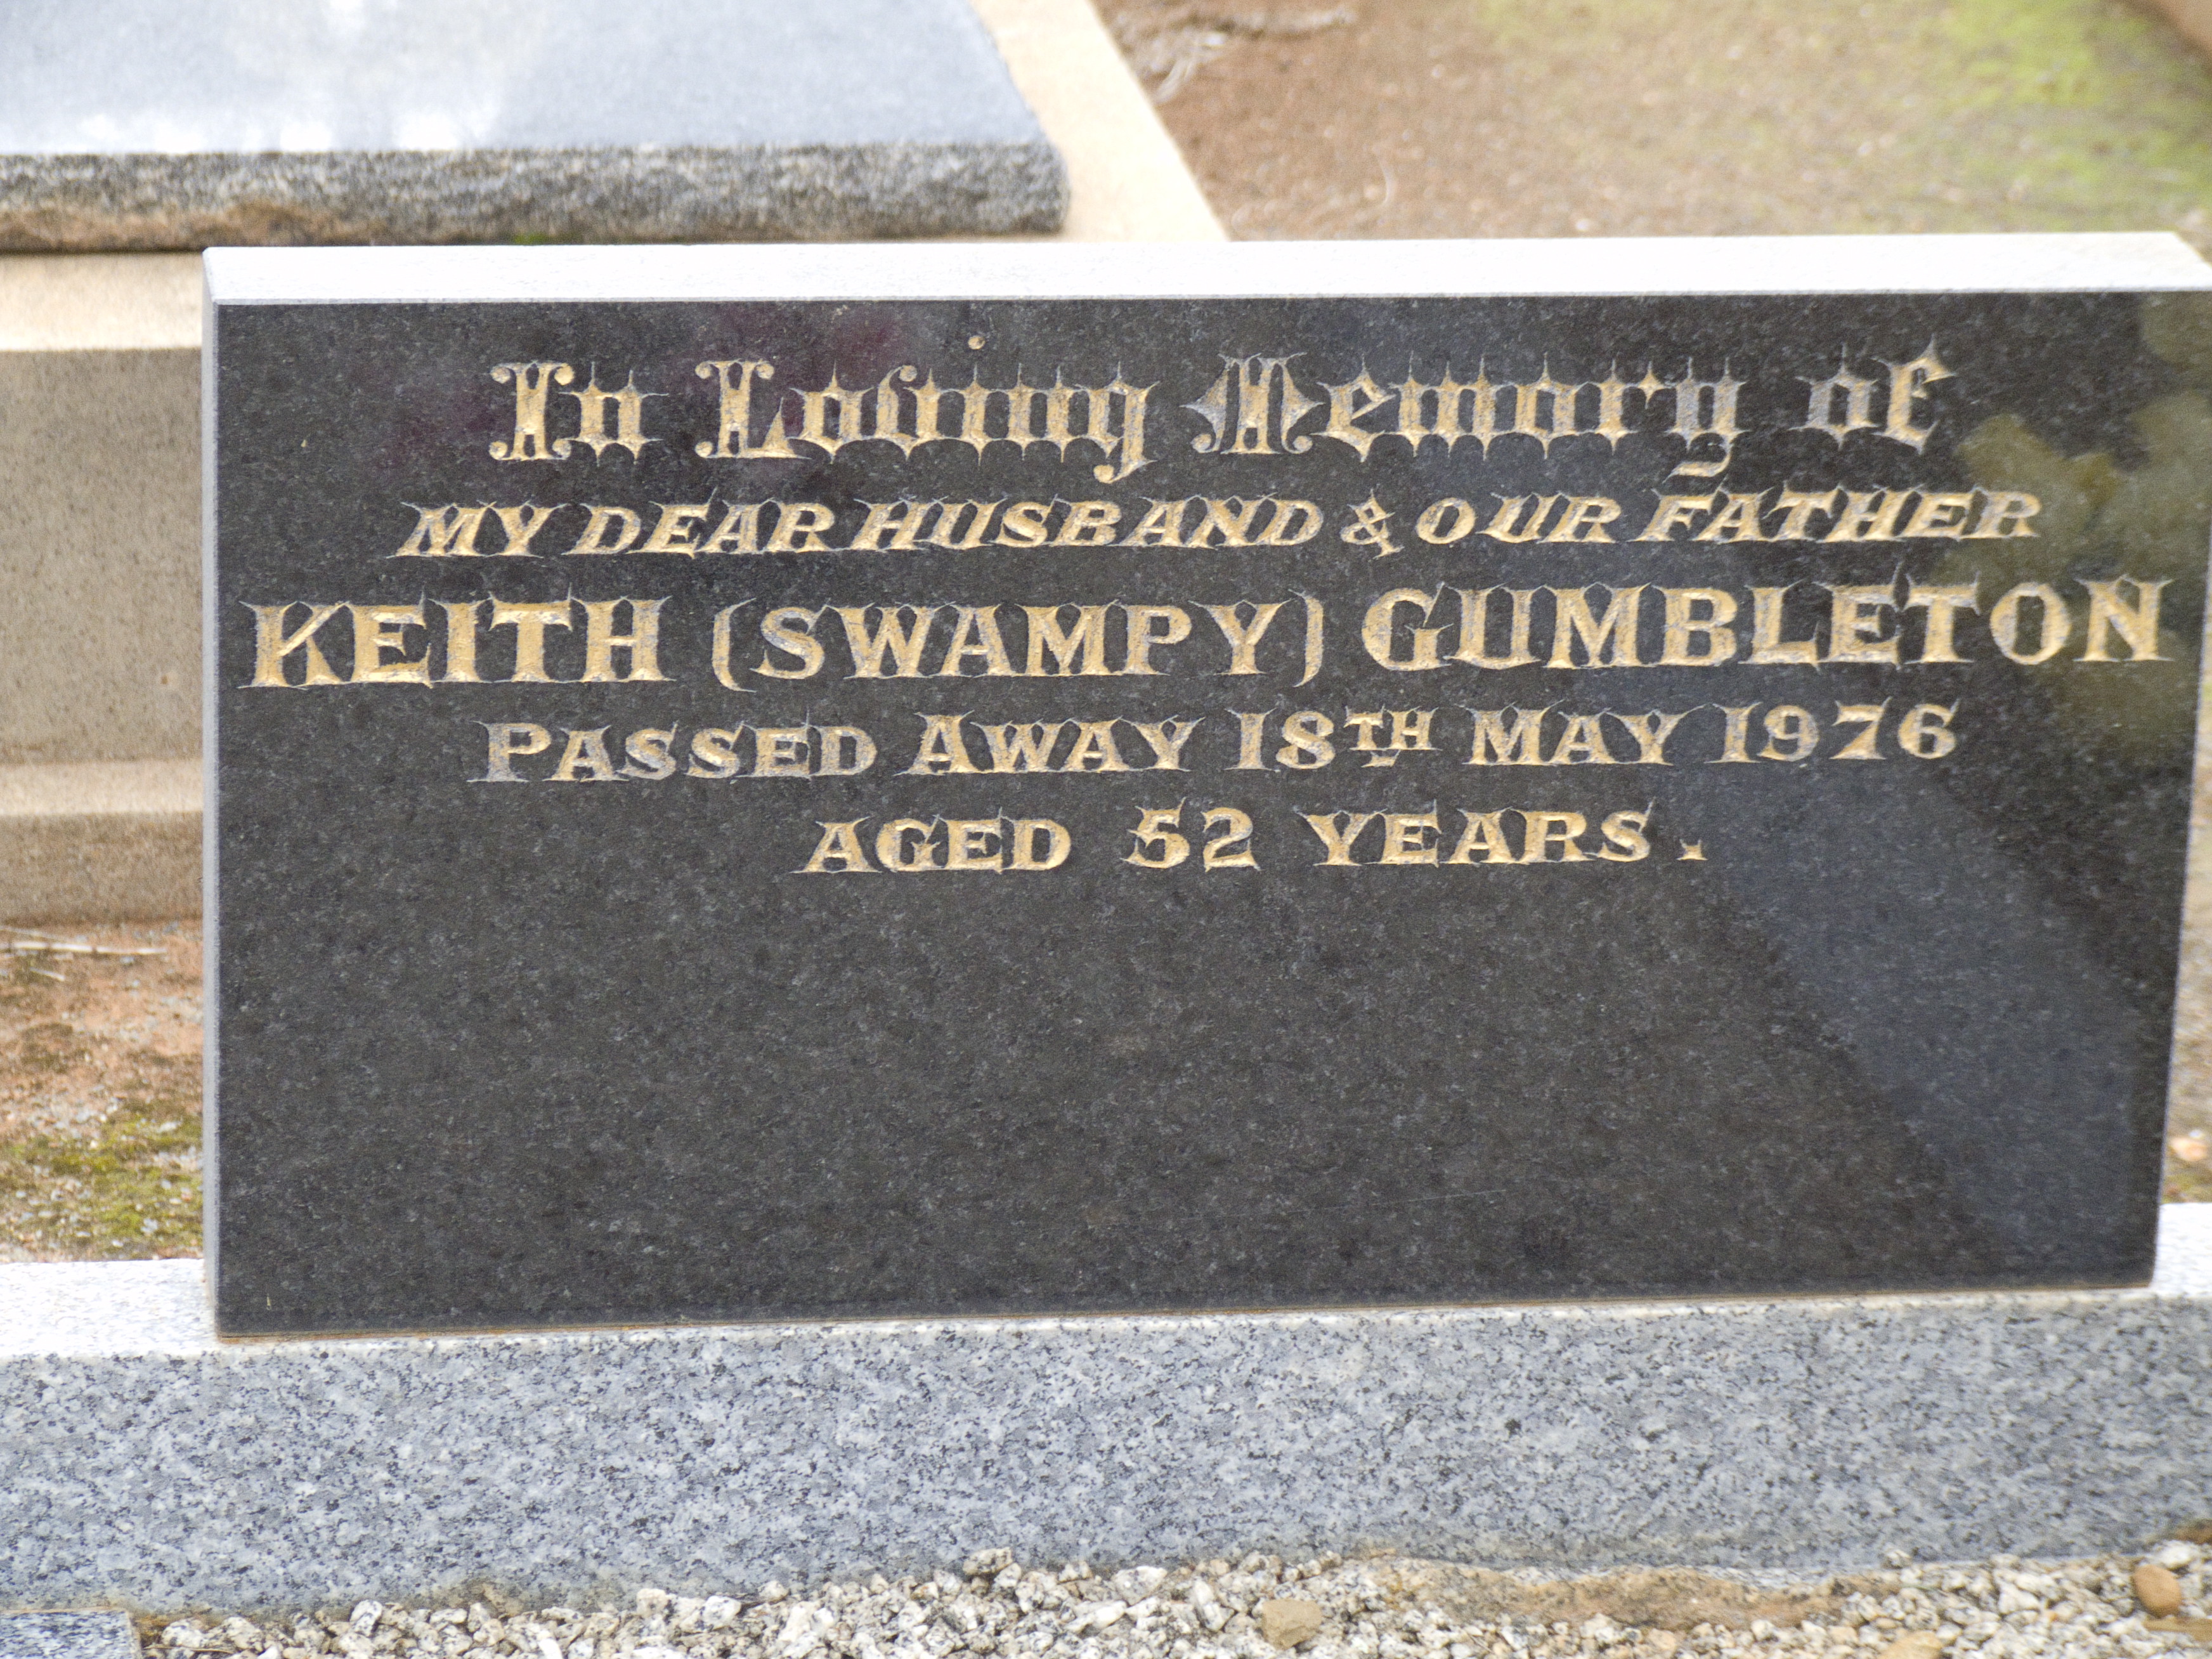 In Loving Memory of
MY DEAR HUSBAND & OUR FATHER
KEITH (SWAMPY) GUMBLETON
PASSED AWAY 18TH MAY 1976
AGED 52 YEARS.